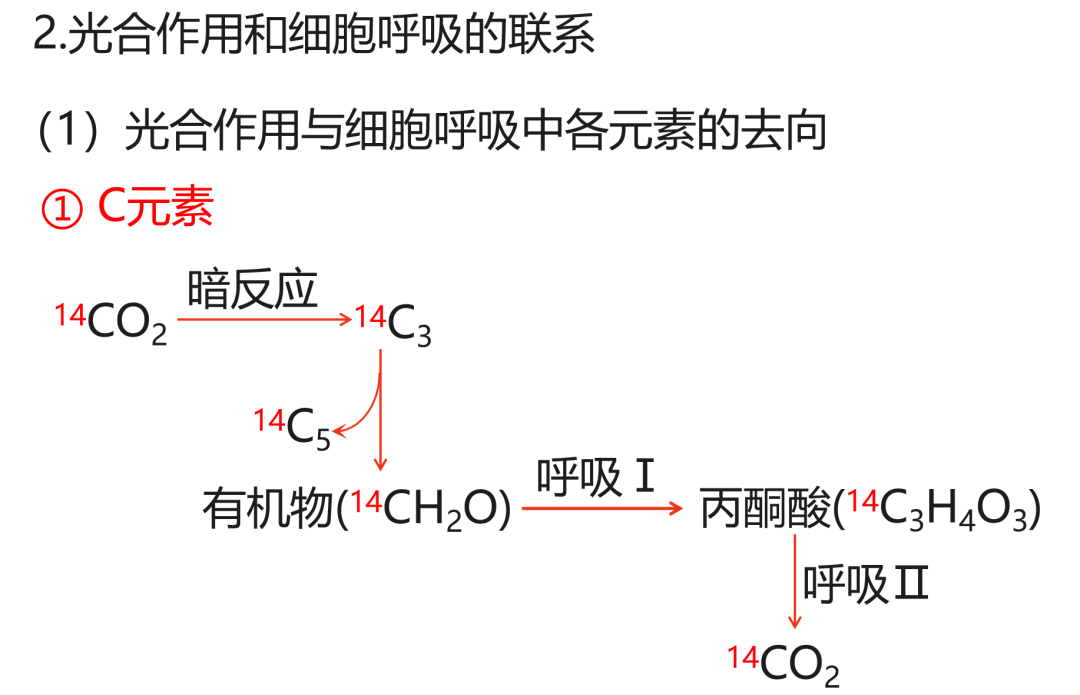 2.光合作用和细胞呼吸的联系
（1）光合作用与细胞呼吸中各元素的去向
① C元素
暗反应
¹⁴CO₂ ¹⁴C₃
¹⁴C₅
呼吸Ⅰ
有机物(¹⁴CH₂O) 丙酮酸(¹⁴C₃H₄O₃)
呼吸Ⅱ
¹⁴CO₂